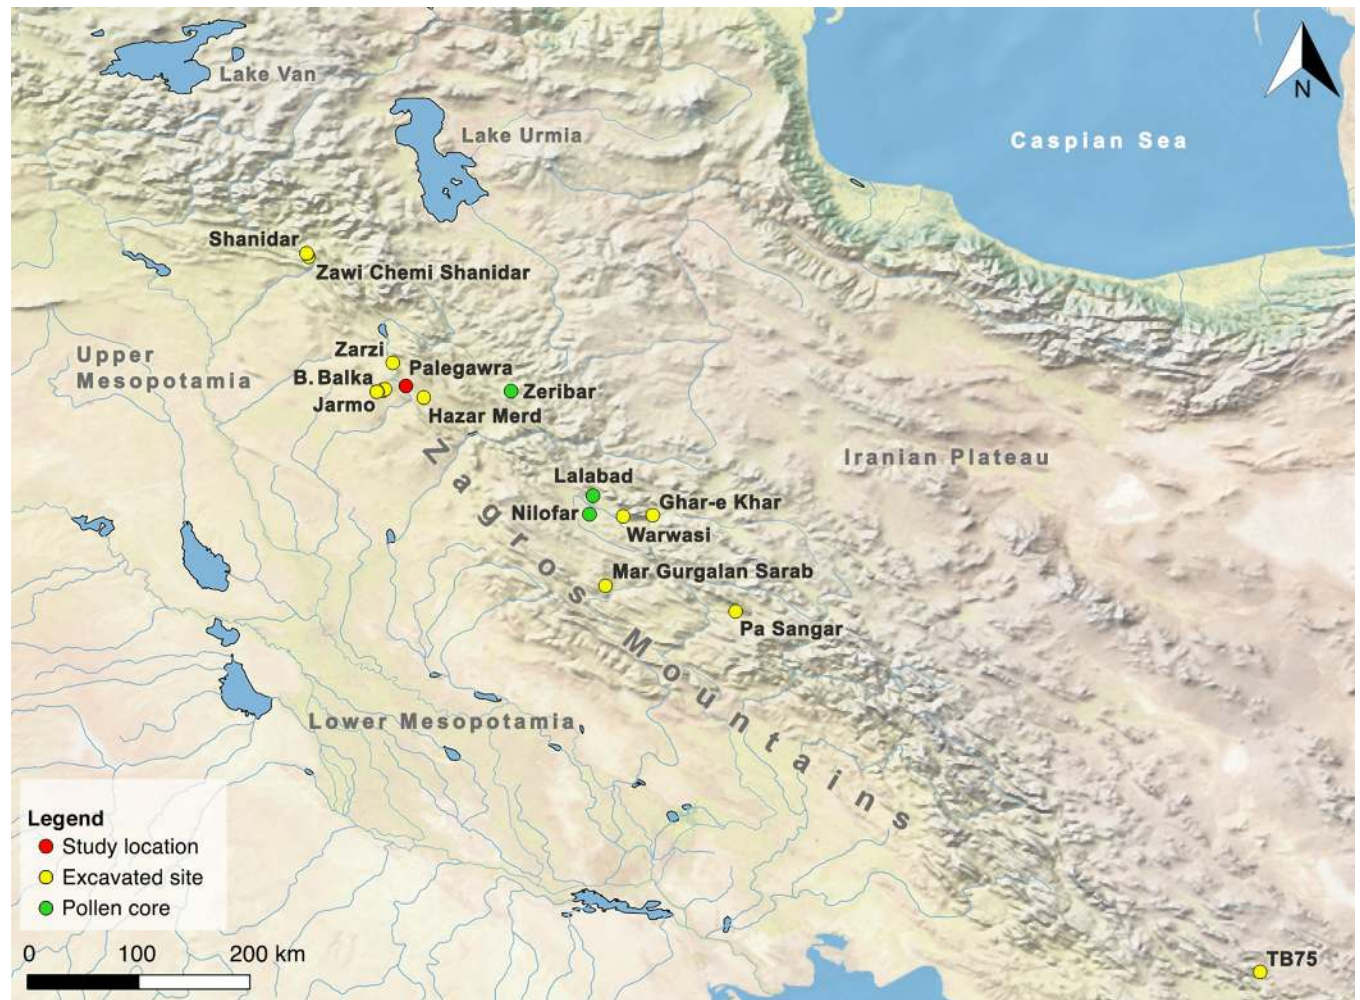 Lake Van
Lake Urmia
Caspian Sea
N
Shanidar
Zawi Chemi Shanidar
Upper
Mesopotamia
Zarzi
Palegawra
B. Balka
Jarmo
Hazar Merd
Zeribar
Iranian Plateau
Lalabad
Nilofar
Ghar-e Khar
Warwasi
Mar Gurgalan Sarab
Pa Sangar
Zagros Mountains
Lower Mesopotamia
Legend
Study location
Excavated site
Pollen core
0 100 200 km
TB75